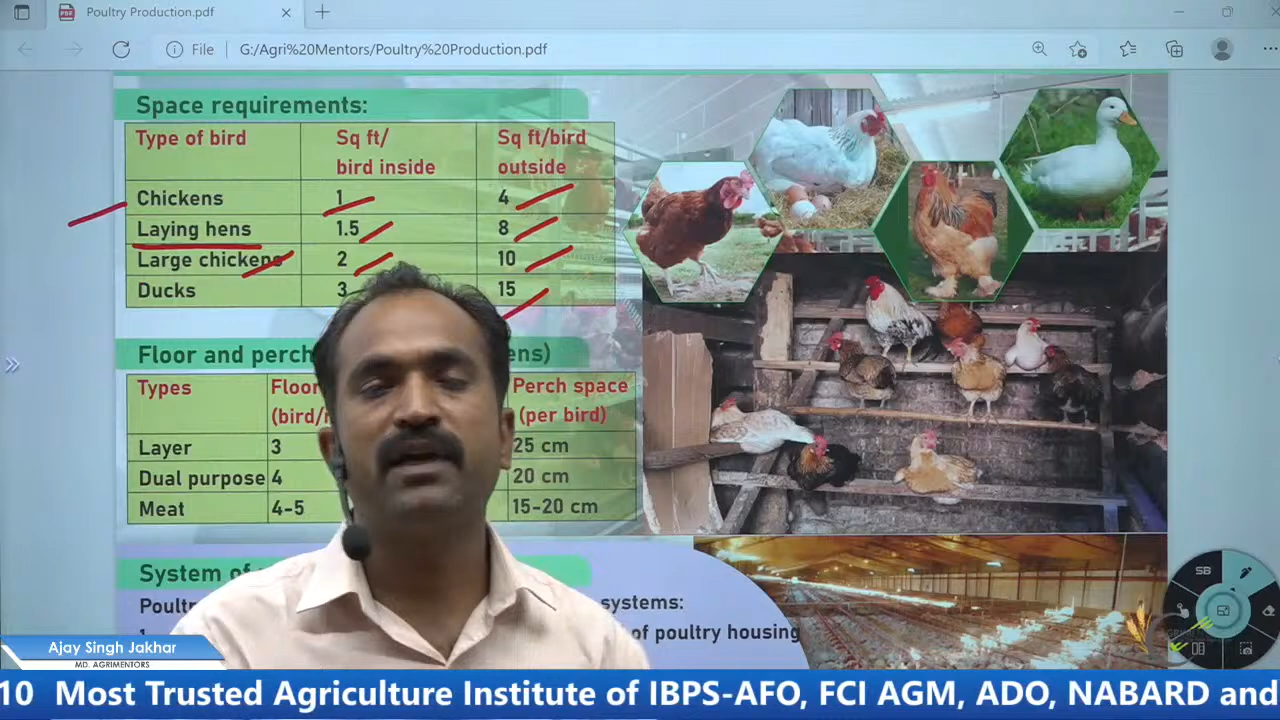 Poultry Production.pdf
File G:/Agri%20Mentors/Poultry%20Production.pdf
Space requirements:
Type of bird
Sq ft/
bird inside
Sq ft/bird
outside
Chickens 1 4
Laying hens 1.5 8
Large chickens 2 10
Ducks 3 15
Floor and perch ens)
Types
Floor
(bird/
Perch space
(per bird)
Layer 3 25 cm
Dual purpose 4 20 cm
Meat 4-5 15-20 cm
System of
systems:
of poultry housing
SB
Ajay Singh Jakhar
MD. AGRIMENTORS
10 Most Trusted Agriculture Institute of IBPS-AFO, FCI AGM, ADO, NABARD and